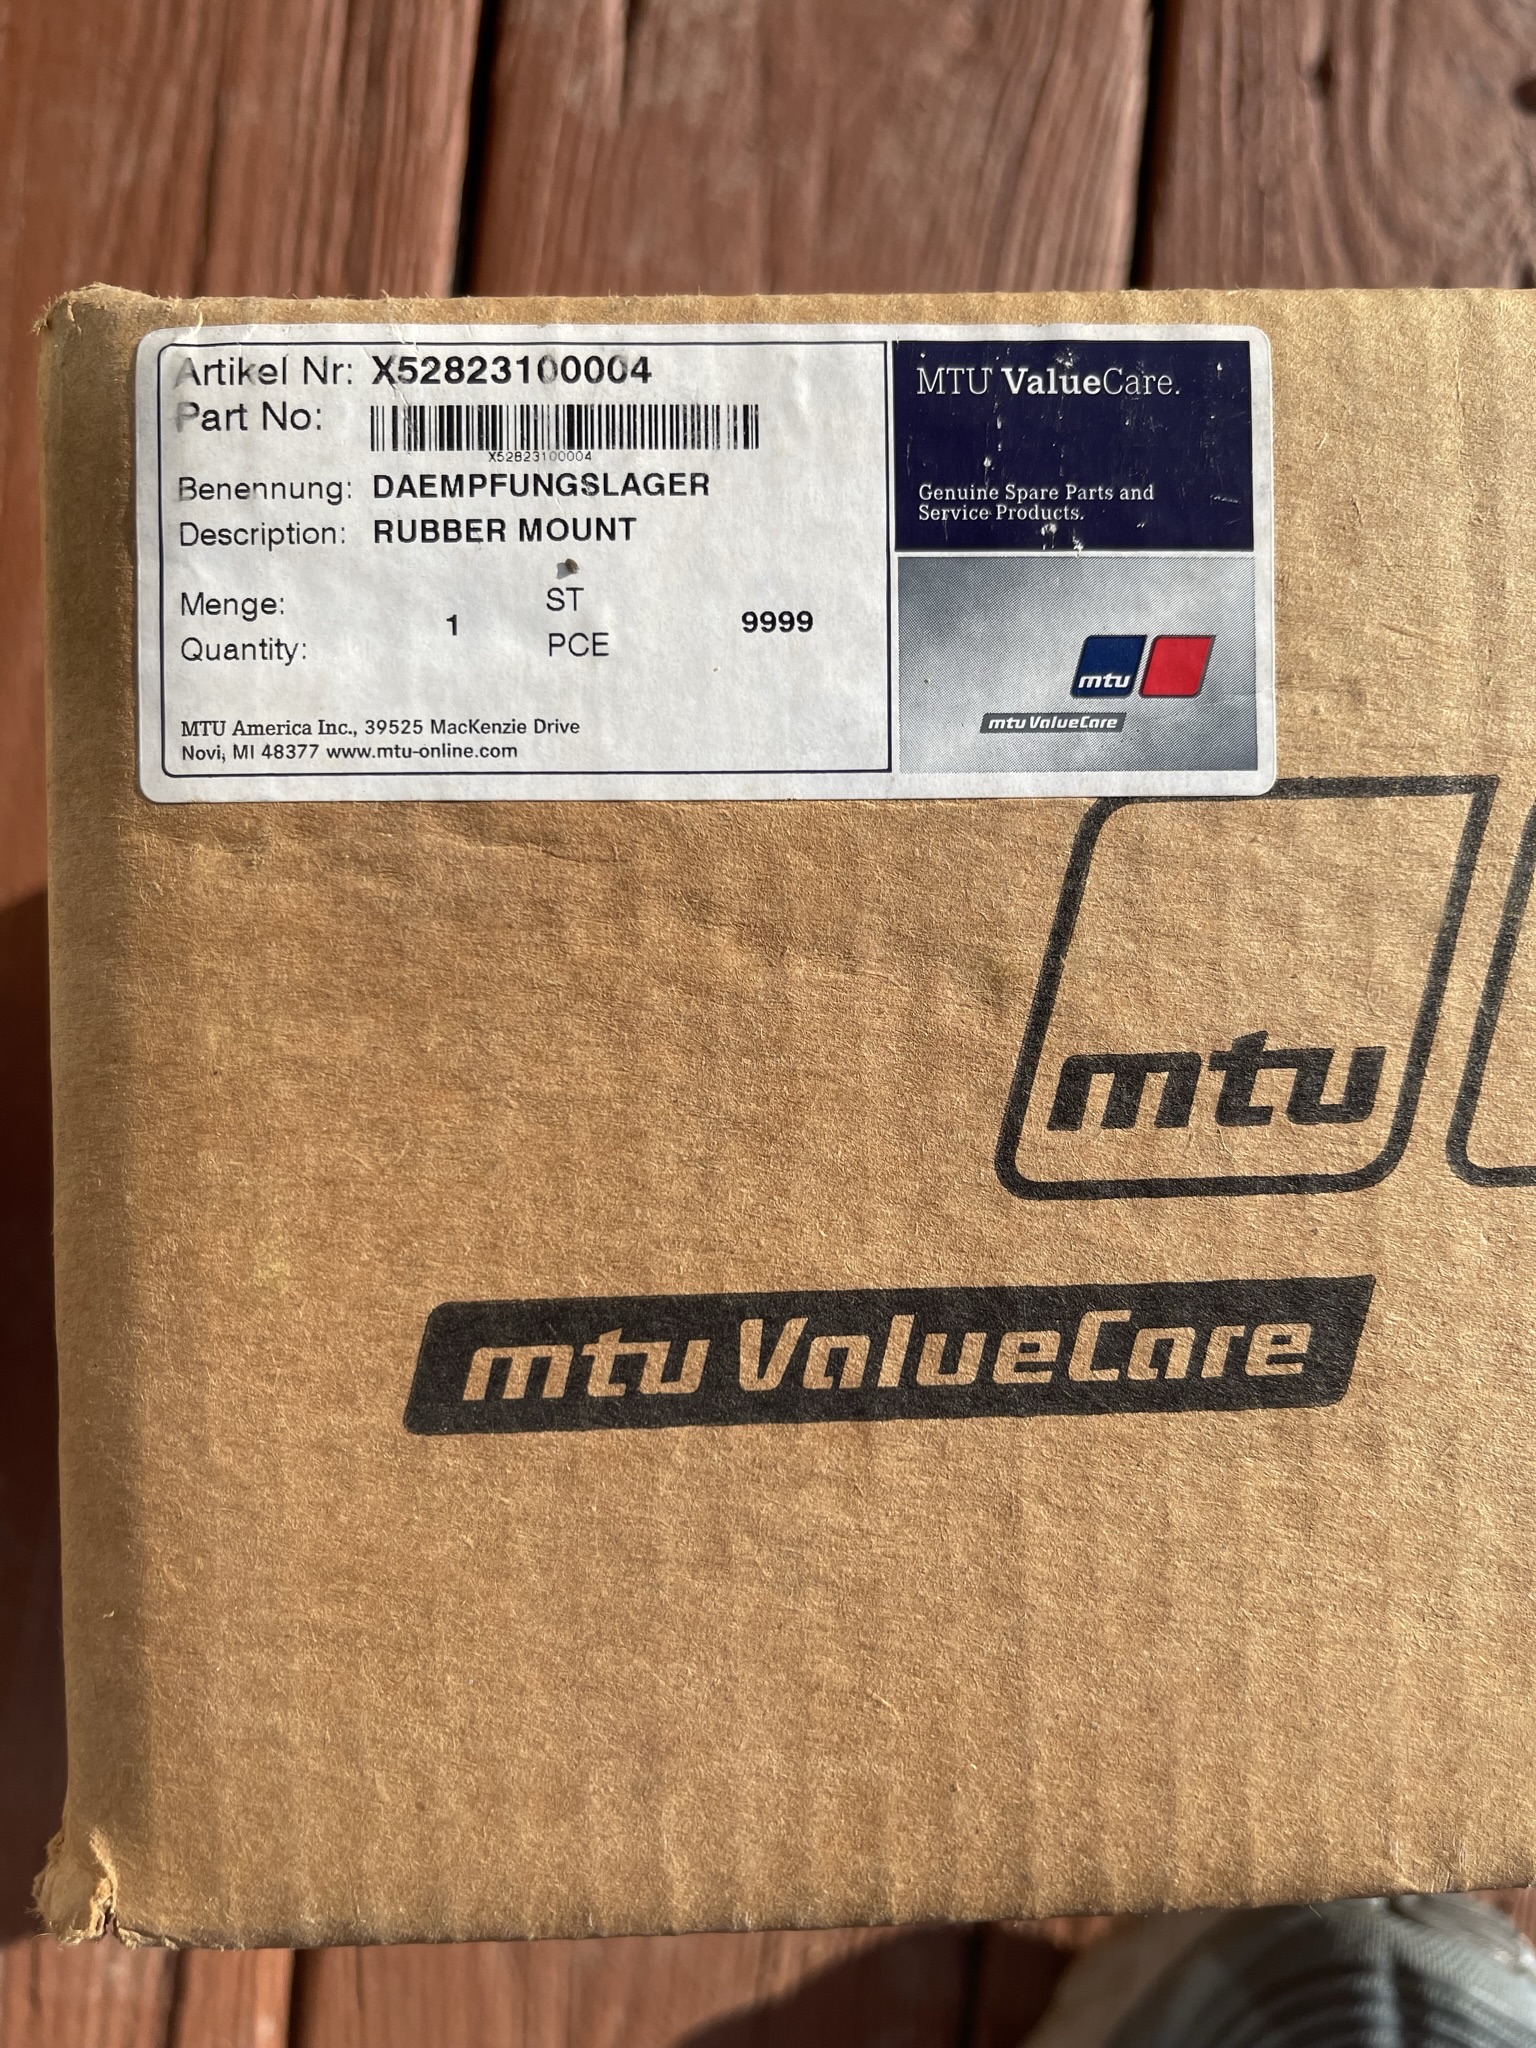 Artikel Nr: X52823100004
Part No:
X52823100004
Benennung: DAEMPFUNGSLAGER
Description: RUBBER MOUNT
Menge: 1 ST 9999
Quantity: PCE
MTU America Inc., 39525 MacKenzie Drive
Novi, MI 48377 www.mtu-online.com
MTU ValueCare.
Genuine Spare Parts and
Service Products.
mtu
mtu ValueCare
mtu
mtu ValueCare